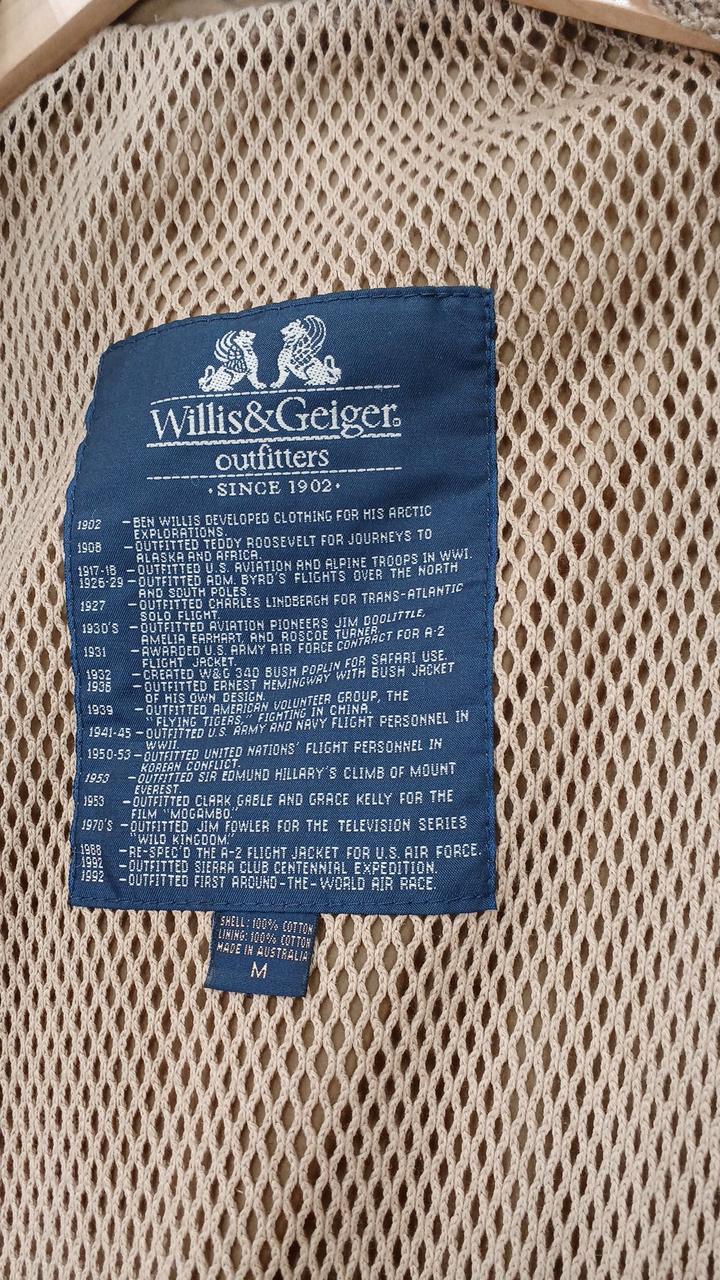 Willis&Geiger
outfitters
·SINCE 1902·
1902 –BEN WILLIS DEVELOPED CLOTHING FOR HIS ARCTIC
EXPLORATIONS.
1908 –OUTFITTED TEDDY ROOSEVELT FOR JOURNEYS TO
ALASKA AND AFRICA.
1917-18 –OUTFITTED U.S. AVIATION AND ALPINE TROOPS IN WWI.
1926-29 –OUTFITTED ADM. BYRD'S FLIGHTS OVER THE NORTH
AND SOUTH POLES.
1927 –OUTFITTED CHARLES LINDBERGH FOR TRANS-ATLANTIC
SOLO FLIGHT.
1930'S –OUTFITTED AVIATION PIONEERS JIM DOOLITTLE,
AMELIA EARHART, AND ROSCOE TURNER.
1931 –AWARDED U.S. ARMY AIR FORCE CONTRACT FOR A-2
FLIGHT JACKET.
1932 –CREATED W&G 340 BUSH POPLIN FOR SAFARI USE.
1936 –OUTFITTED ERNEST HEMINGWAY WITH BUSH JACKET
OF HIS OWN DESIGN.
1939 –OUTFITTED AMERICAN VOLUNTEER GROUP, THE
"FLYING TIGERS," FIGHTING IN CHINA.
1941-45 –OUTFITTED U.S. ARMY AND NAVY FLIGHT PERSONNEL IN
WWII.
1950-53 –OUTFITTED UNITED NATIONS' FLIGHT PERSONNEL IN
KOREAN CONFLICT.
1953 –OUTFITTED SIR EDMUND HILLARY'S CLIMB OF MOUNT
EVEREST.
1953 –OUTFITTED CLARK GABLE AND GRACE KELLY FOR THE
FILM "MOGAMBO."
1970'S –OUTFITTED JIM FOWLER FOR THE TELEVISION SERIES
"WILD KINGDOM."
1988 –RE-SPEC'D THE A-2 FLIGHT JACKET FOR U.S. AIR FORCE.
1992 –OUTFITTED SIERRA CLUB CENTENNIAL EXPEDITION.
1992 –OUTFITTED FIRST AROUND-THE-WORLD AIR RACE.
SHELL: 100% COTTON
LINING: 100% COTTON
MADE IN AUSTRALIA
M